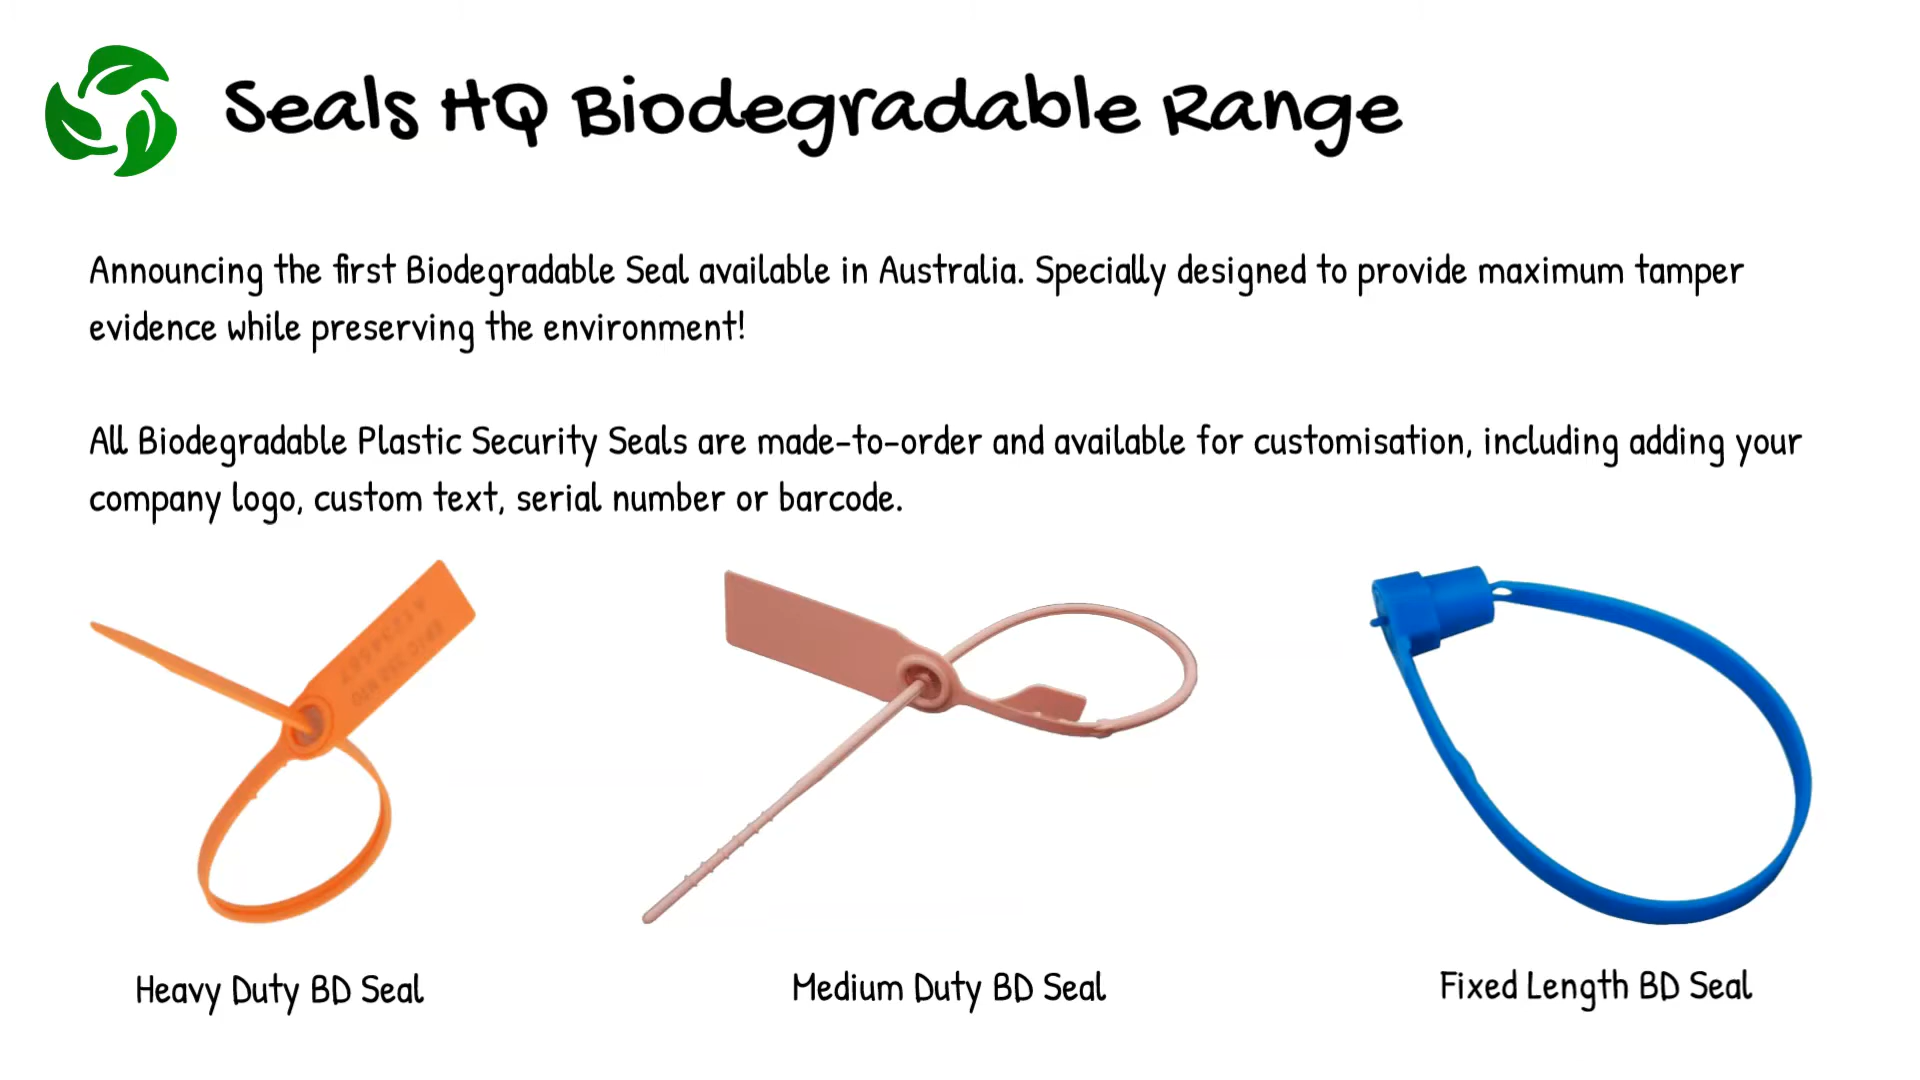 Seals HQ Biodegradable Range
Announcing the first Biodegradable Seal available in Australia. Specially designed to provide maximum tamper
evidence while preserving the environment!
All Biodegradable Plastic Security Seals are made-to-order and available for customisation, including adding your
company logo, custom text, serial number or barcode.
Heavy Duty BD Seal
Medium Duty BD Seal
Fixed Length BD Seal